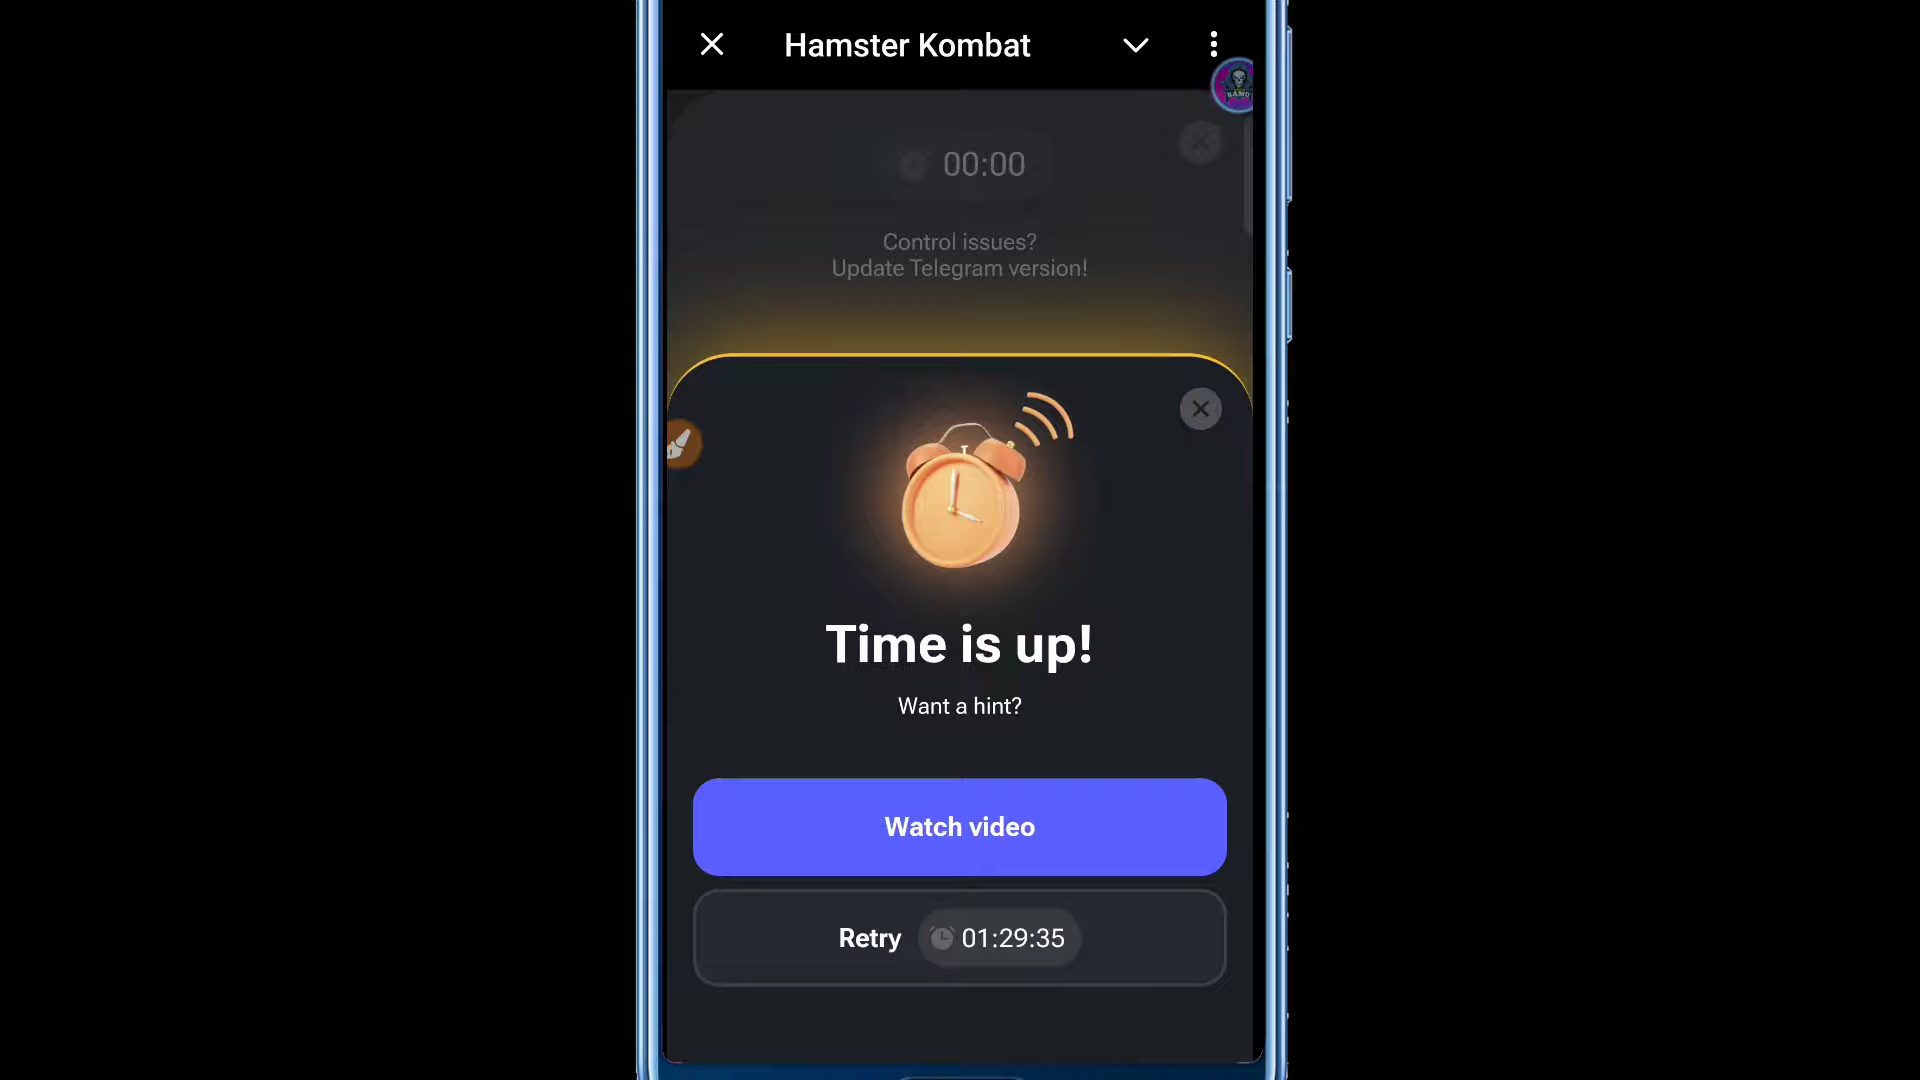 Hamster Kombat
RAMD
00:00
Control issues?
Update Telegram version!
Time is up!
Want a hint?
Watch video
Retry 01:29:35